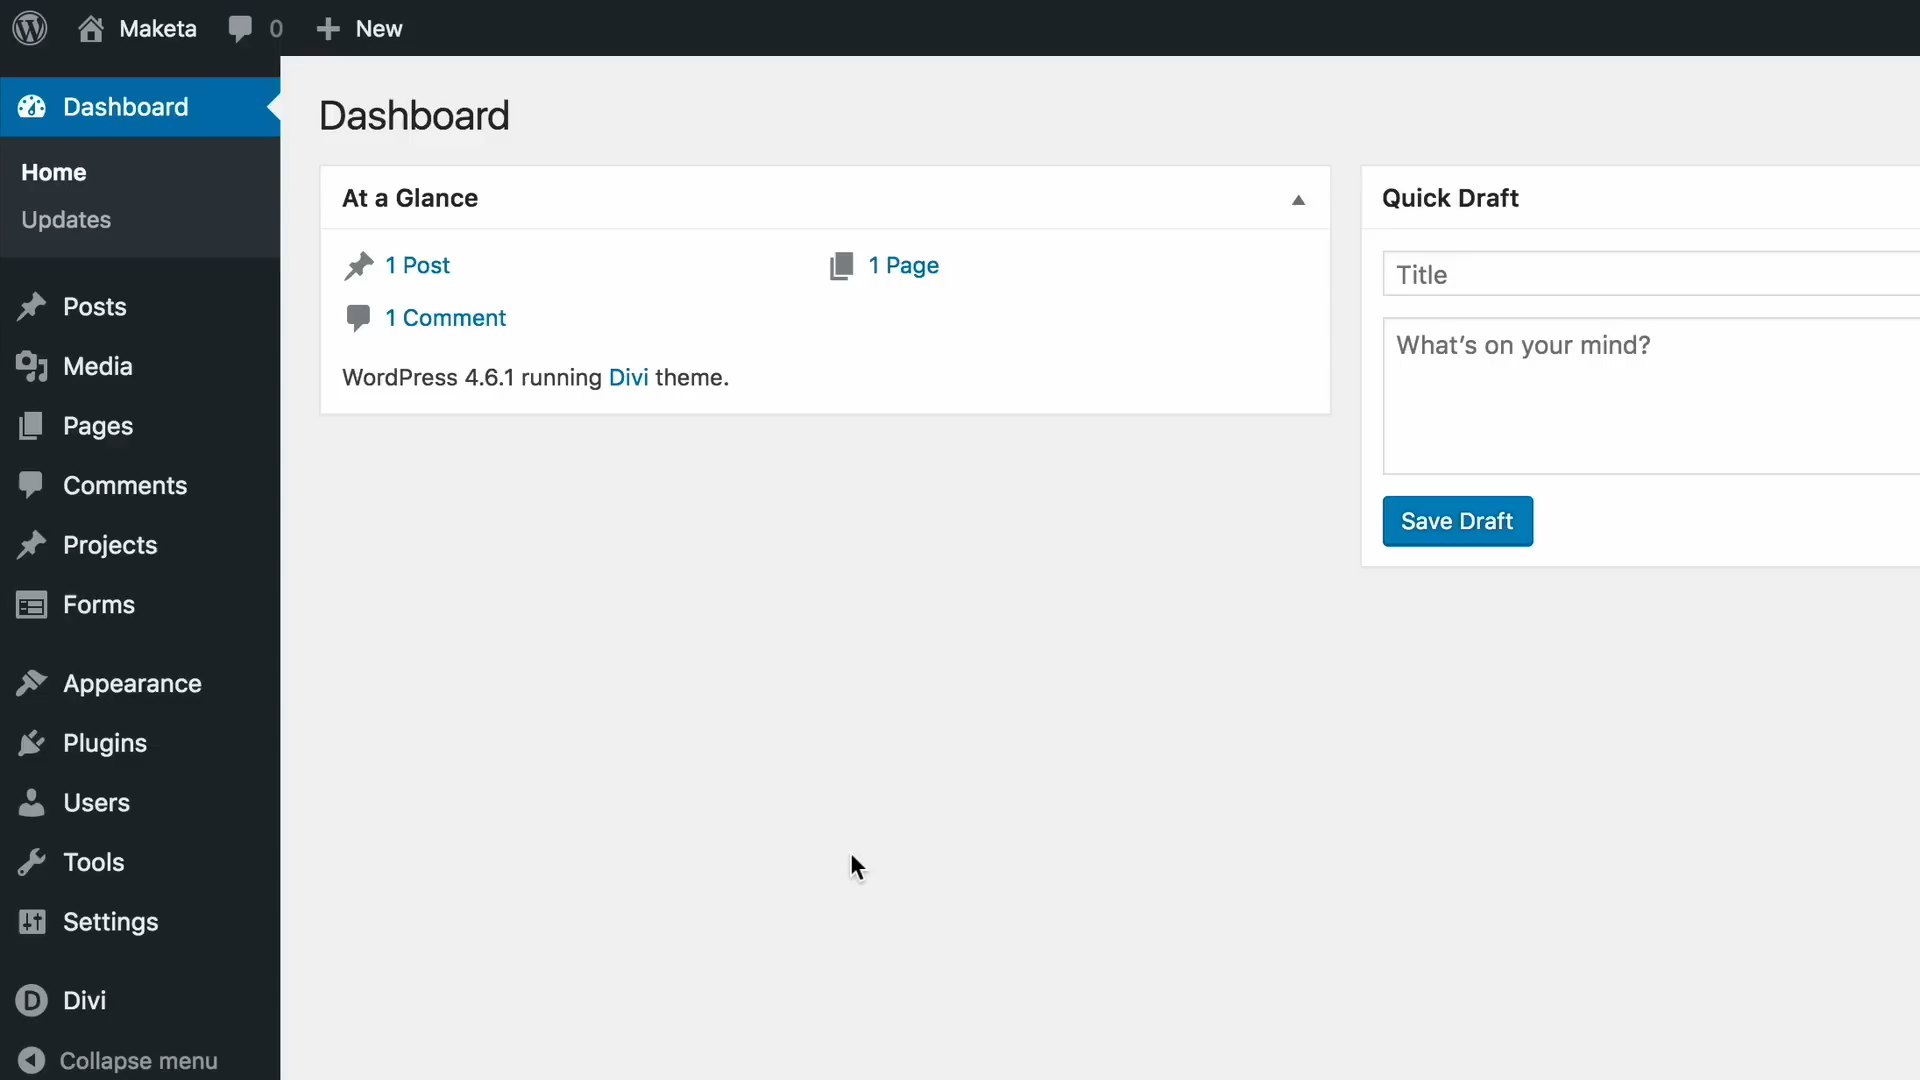 Maketa 0 New
Dashboard
Home
Updates
Posts
Media
Pages
Comments
Projects
Forms
Appearance
Plugins
Users
Tools
Settings
Divi
Collapse menu
Dashboard
At a Glance
1 Post 1 Page
1 Comment
WordPress 4.6.1 running Divi theme.
Quick Draft
Title
What's on your mind?
Save Draft